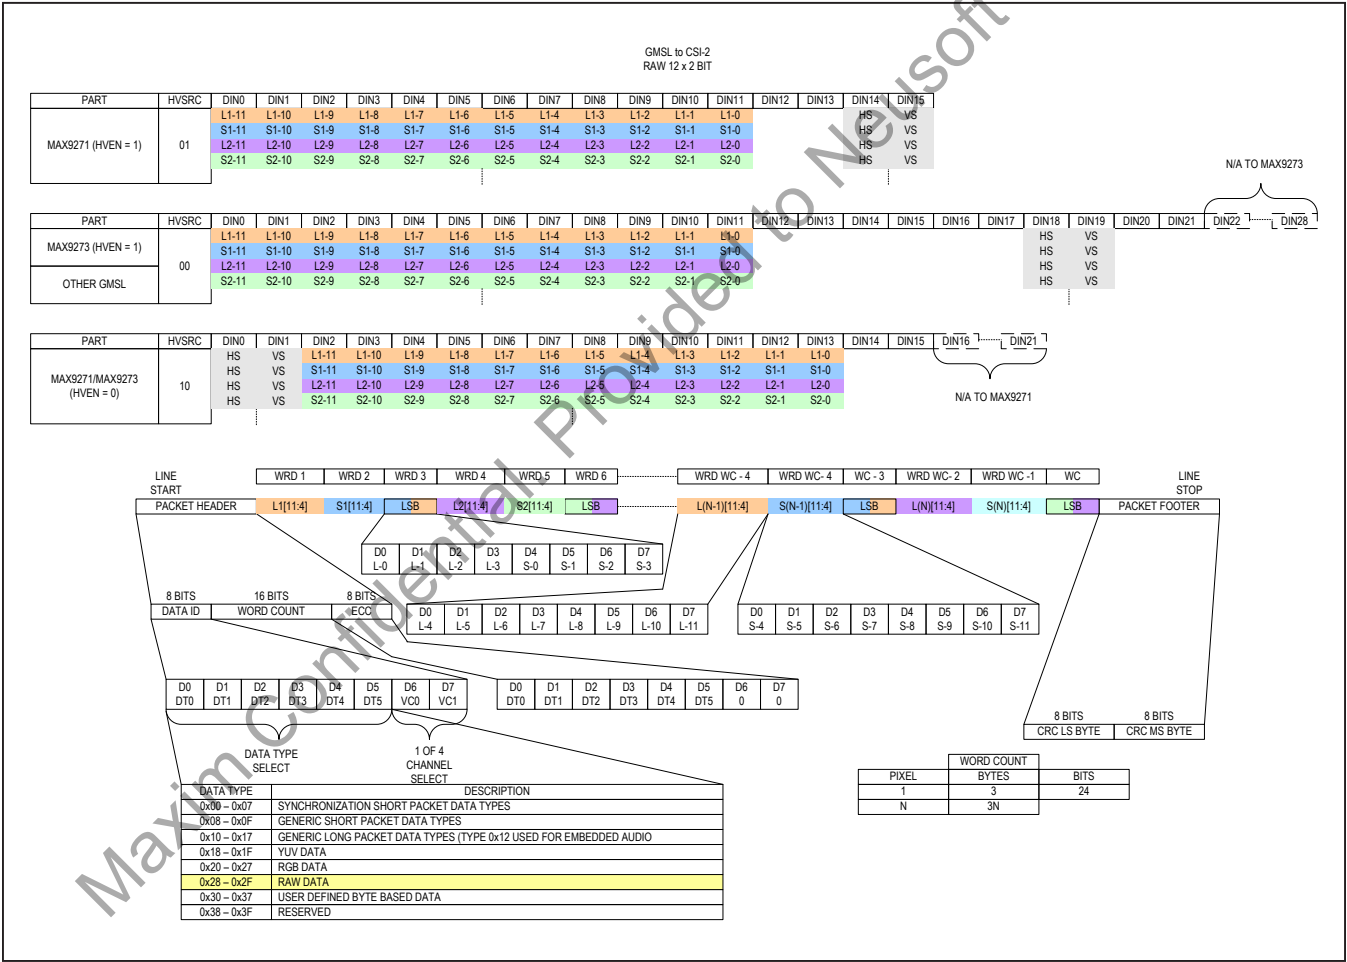 GMSL to CSI-2
RAW 12 x 2 BIT
PART HVSRC DIN0 DIN1 DIN2 DIN3 DIN4 DIN5 DIN6 DIN7 DIN8 DIN9 DIN10 DIN11 DIN12 DIN13 DIN14 DIN15
L1-11 L1-10 L1-9 L1-8 L1-7 L1-6 L1-5 L1-4 L1-3 L1-2 L1-1 L1-0 HS VS
S1-11 S1-10 S1-9 S1-8 S1-7 S1-6 S1-5 S1-4 S1-3 S1-2 S1-1 S1-0 HS VS
MAX9271 (HVEN = 1) 01
L2-11 L2-10 L2-9 L2-8 L2-7 L2-6 L2-5 L2-4 L2-3 L2-2 L2-1 L2-0 HS VS
S2-11 S2-10 S2-9 S2-8 S2-7 S2-6 S2-5 S2-4 S2-3 S2-2 S2-1 S2-0 HS VS
N/A TO MAX9273
PART HVSRC DIN0 DIN1 DIN2 DIN3 DIN4 DIN5 DIN6 DIN7 DIN8 DIN9 DIN10 DIN11 DIN12 DIN13 DIN14 DIN15 DIN16 DIN17 DIN18 DIN19 DIN20 DIN21 DIN22 DIN28
L1-11 L1-10 L1-9 L1-8 L1-7 L1-6 L1-5 L1-4 L1-3 L1-2 L1-1 L1-0 HS VS
MAX9273 (HVEN = 1)
S1-11 S1-10 S1-9 S1-8 S1-7 S1-6 S1-5 S1-4 S1-3 S1-2 S1-1 S1-0 HS VS
00
L2-11 L2-10 L2-9 L2-8 L2-7 L2-6 L2-5 L2-4 L2-3 L2-2 L2-1 L2-0 HS VS
OTHER GMSL
S2-11 S2-10 S2-9 S2-8 S2-7 S2-6 S2-5 S2-4 S2-3 S2-2 S2-1 S2-0 HS VS
PART HVSRC DIN0 DIN1 DIN2 DIN3 DIN4 DIN5 DIN6 DIN7 DIN8 DIN9 DIN10 DIN11 DIN12 DIN13 DIN14 DIN15 DIN16 DIN21
HS VS L1-11 L1-10 L1-9 L1-8 L1-7 L1-6 L1-5 L1-4 L1-3 L1-2 L1-1 L1-0
HS VS S1-11 S1-10 S1-9 S1-8 S1-7 S1-6 S1-5 S1-4 S1-3 S1-2 S1-1 S1-0
MAX9271/MAX9273
(HVEN = 0)
10
HS VS L2-11 L2-10 L2-9 L2-8 L2-7 L2-6 L2-5 L2-4 L2-3 L2-2 L2-1 L2-0
HS VS S2-11 S2-10 S2-9 S2-8 S2-7 S2-6 S2-5 S2-4 S2-3 S2-2 S2-1 S2-0
N/A TO MAX9271
LINE
START
WRD 1 WRD 2 WRD 3 WRD 4 WRD 5 WRD 6 WRD WC - 4 WRD WC- 4 WC - 3 WRD WC- 2 WRD WC -1 WC
LINE
STOP
PACKET HEADER L1[11:4] S1[11:4] LSB L2[11:4] S2[11:4] LSB L(N-1)[11:4] S(N-1)[11:4] LSB L(N)[11:4] S(N)[11:4] LSB PACKET FOOTER
D0 D1 D2 D3 D4 D5 D6 D7
L-0 L-1 L-2 L-3 S-0 S-1 S-2 S-3
8 BITS 16 BITS 8 BITS
DATA ID WORD COUNT ECC
D0 D1 D2 D3 D4 D5 D6 D7
L-4 L-5 L-6 L-7 L-8 L-9 L-10 L-11
D0 D1 D2 D3 D4 D5 D6 D7
S-4 S-5 S-6 S-7 S-8 S-9 S-10 S-11
D0 D1 D2 D3 D4 D5 D6 D7
DT0 DT1 DT2 DT3 DT4 DT5 VC0 VC1
D0 D1 D2 D3 D4 D5 D6 D7
DT0 DT1 DT2 DT3 DT4 DT5 0 0
8 BITS 8 BITS
CRC LS BYTE CRC MS BYTE
DATA TYPE
SELECT
1 OF 4
CHANNEL
SELECT
WORD COUNT
PIXEL BYTES BITS
1 3 24
N 3N
DATA TYPE DESCRIPTION
0x00 – 0x07 SYNCHRONIZATION SHORT PACKET DATA TYPES
0x08 – 0x0F GENERIC SHORT PACKET DATA TYPES
0x10 – 0x17 GENERIC LONG PACKET DATA TYPES (TYPE 0x12 USED FOR EMBEDDED AUDIO
0x18 – 0x1F YUV DATA
0x20 – 0x27 RGB DATA
0x28 – 0x2F RAW DATA
0x30 – 0x37 USER DEFINED BYTE BASED DATA
0x38 – 0x3F RESERVED
Maxim Confidential. Provided to Neusoft